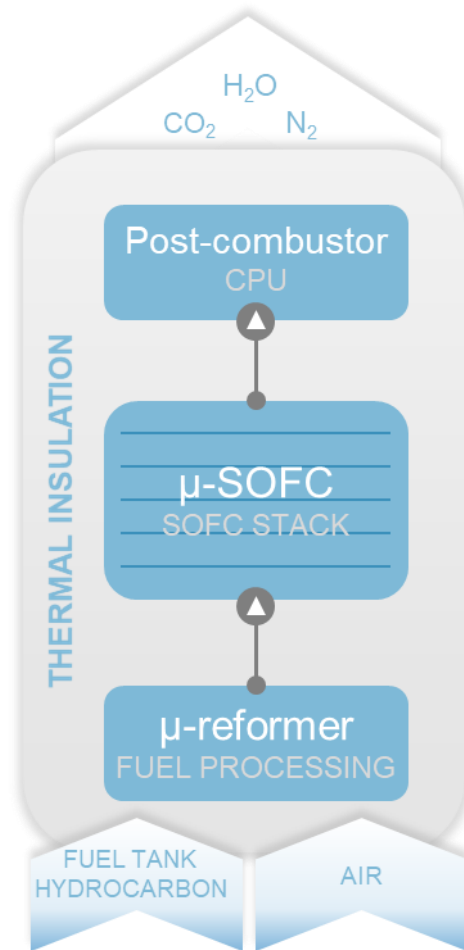 H₂O
CO₂ N₂
Post-combustor
CPU
THERMAL INSULATION
μ-SOFC
SOFC STACK
μ-reformer
FUEL PROCESSING
FUEL TANK
HYDROCARBON
AIR